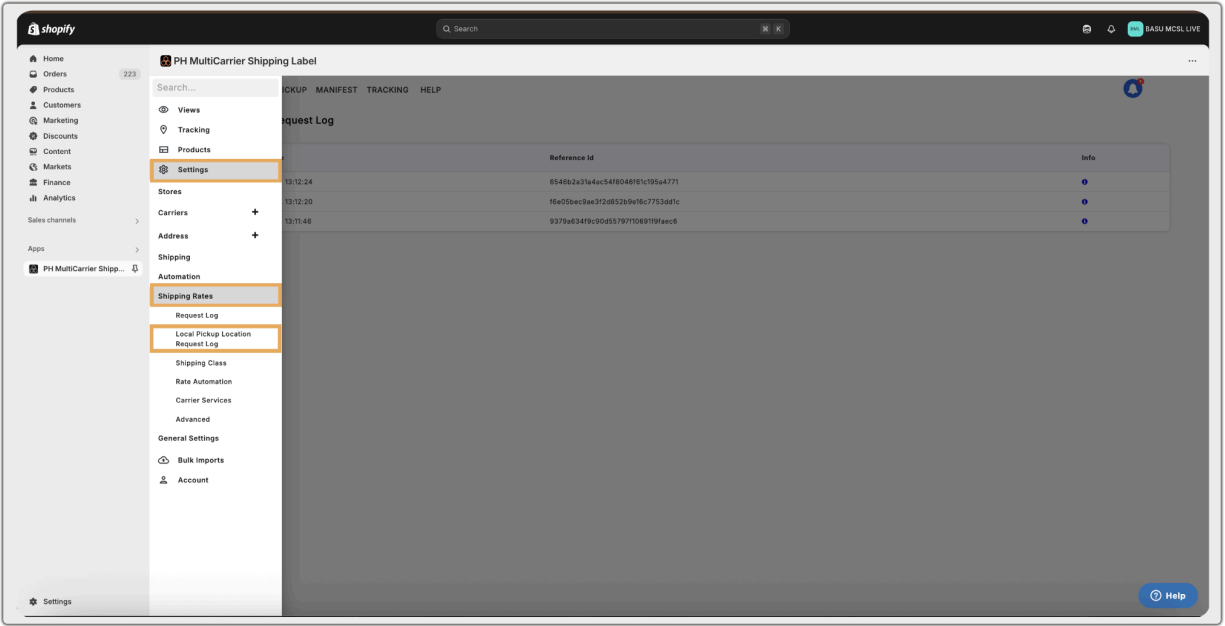 shopify
Search
⌘ K
BML
BASU MCSL LIVE
Home
Orders 223
Products
Customers
Marketing
Discounts
Content
Markets
Finance
Analytics
Sales channels
Apps
PH MultiCarrier Shipp...
Settings
PH MultiCarrier Shipping Label
Search...
Views
Tracking
Products
Settings
Stores
Carriers +
Address +
Shipping
Automation
Shipping Rates
Request Log
Local Pickup Location
Request Log
Shipping Class
Rate Automation
Carrier Services
Advanced
General Settings
Bulk Imports
Account
ICKUP MANIFEST TRACKING HELP
equest Log
Reference Id Info
13:12:24 6546b2a31a4ac54f8046f61c195a4771
13:12:20 f6e05bec9ae3f2d852b9e16c7753dd1c
13:11:46 9379a634f9c90d55797f10691f9faec6
Help